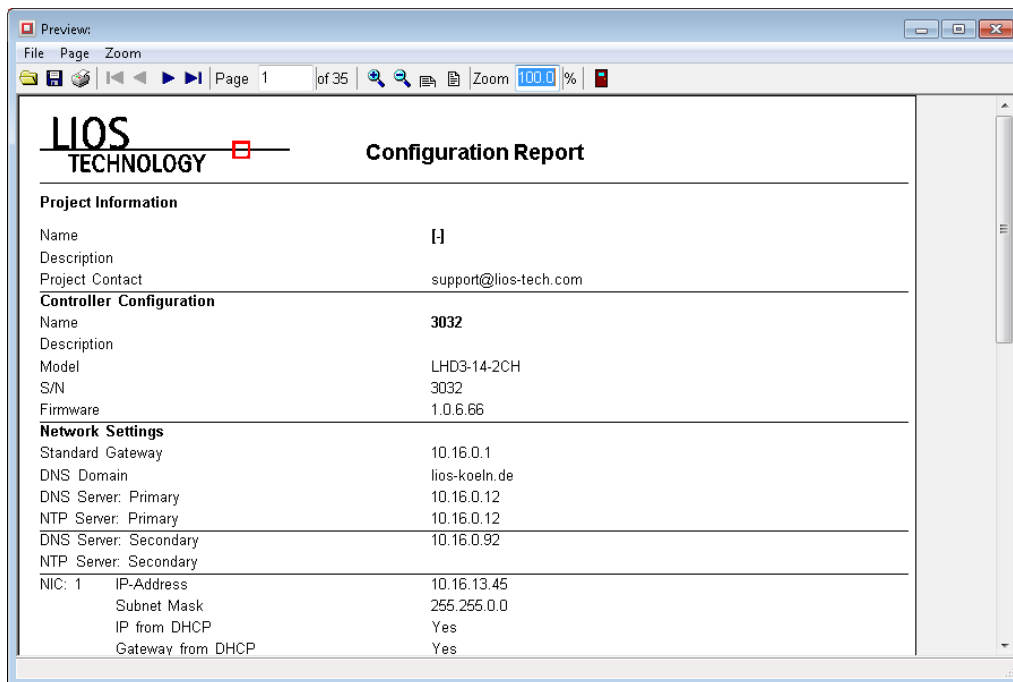 Preview:
File Page Zoom
Page 1 of 35 Zoom 100.0 %
LIOS
TECHNOLOGY
Configuration Report
Project Information
Name [-]
Description
Project Contact support@lios-tech.com
Controller Configuration
Name 3032
Description
Model LHD3-14-2CH
S/N 3032
Firmware 1.0.6.66
Network Settings
Standard Gateway 10.16.0.1
DNS Domain lios-koeln.de
DNS Server: Primary 10.16.0.12
NTP Server: Primary 10.16.0.12
DNS Server: Secondary 10.16.0.92
NTP Server: Secondary
NIC: 1 IP-Address 10.16.13.45
Subnet Mask 255.255.0.0
IP from DHCP Yes
Gateway from DHCP Yes